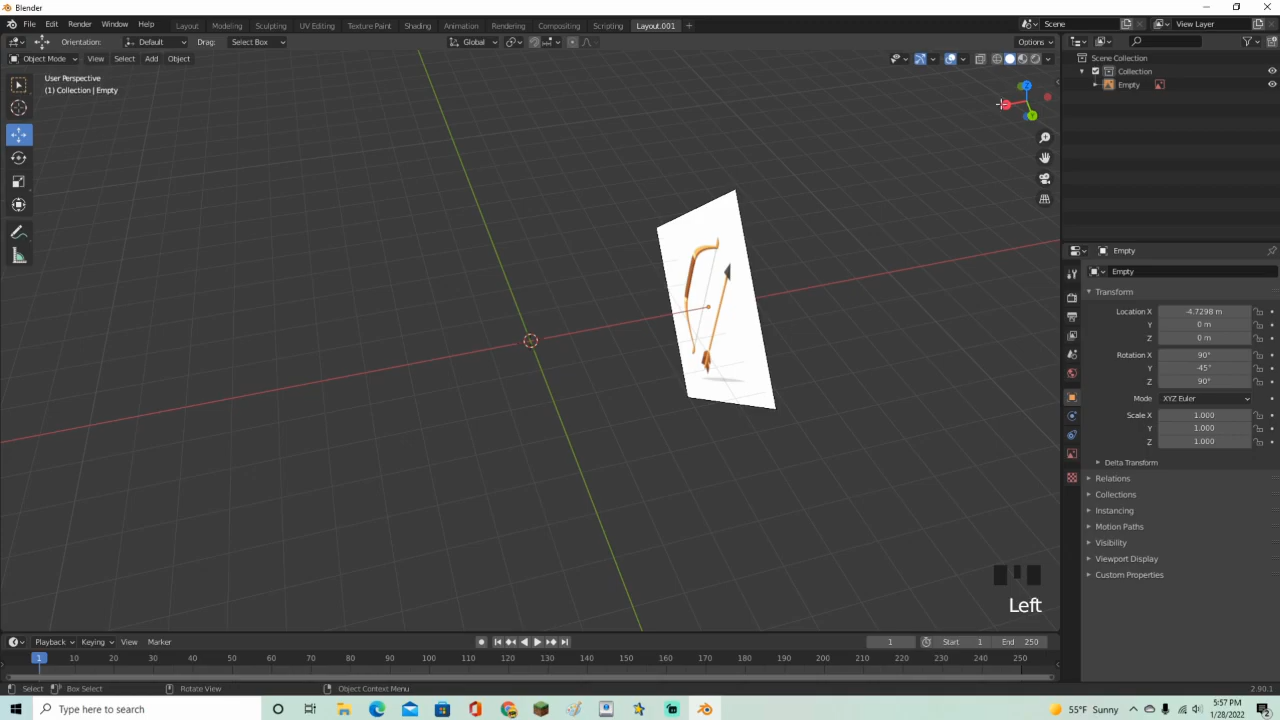 Blender
File Edit Render Window Help Layout Modeling Sculpting UV Editing Texture Paint Shading Animation Rendering Compositing Scripting Layout.001 + Scene View Layer
Orientation: Default Drag: Select Box Global Options
Object Mode View Select Add Object
User Perspective
(1) Collection | Empty
Z
Y
Scene Collection
Collection
Empty
Empty
Empty
Transform
Location X -4.7298 m
Y 0 m
Z 0 m
Rotation X 90°
Y -45°
Z 90°
Mode XYZ Euler
Scale X 1.000
Y 1.000
Z 1.000
Delta Transform
Relations
Collections
Instancing
Motion Paths
Visibility
Viewport Display
Custom Properties
Left
Playback Keying View Marker 1 Start 1 End 250
1 10 20 30 40 50 60 70 80 90 100 110 120 130 140 150 160 170 180 190 200 210 220 230 240 250
Select Box Select Rotate View Object Context Menu 2.90.1
Type here to search 55°F Sunny 5:57 PM
1/28/2022